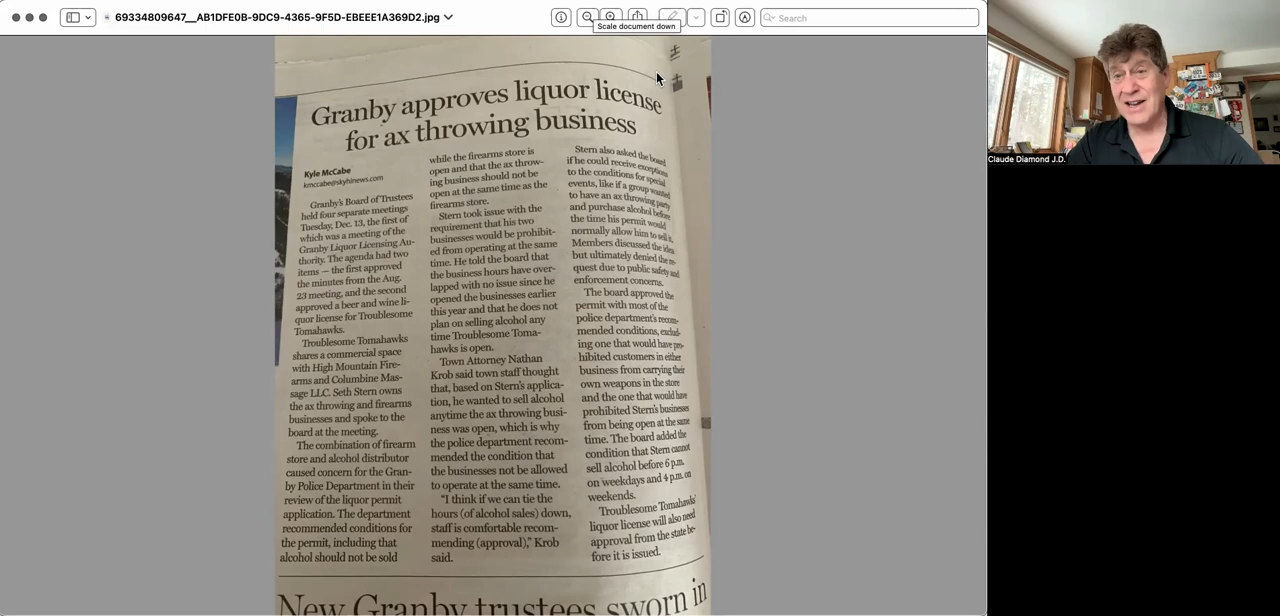 69334809647__AB1DFE0B-9DC9-4365-9F5D-EBEEE1A369D2.jpg
Search
Scale document down
Claude Diamond J.D.
Granby approves liquor license
for ax throwing business
Kyle McCabe
kmccabe@skyhinews.com
Granby's Board of Trustees
held four separate meetings
Tuesday, Dec. 13, the first of
which was a meeting of the
Granby Liquor Licensing Au-
thority. The agenda had two
items — the first approved
the minutes from the Aug.
23 meeting, and the second
approved a beer and wine li-
quor license for Troublesome
Tomahawks.
Troublesome Tomahawks
shares a commercial space
with High Mountain Fire-
arms and Columbine Mas-
sage LLC. Seth Stern owns
the ax throwing and firearms
businesses and spoke to the
board at the meeting.
The combination of firearm
store and alcohol distributor
caused concern for the Gran-
by Police Department in their
review of the liquor permit
application. The department
recommended conditions for
the permit, including that
alcohol should not be sold
while the firearms store is
open and that the ax throw-
ing business should not be
open at the same time as the
firearms store.
Stern took issue with the
requirement that his two
businesses would be prohibit-
ed from operating at the same
time. He told the board that
the business hours have over-
lapped with no issue since he
opened the businesses earlier
this year and that he does not
plan on selling alcohol any
time Troublesome Toma-
hawks is open.
Town Attorney Nathan
Krob said town staff thought
that, based on Stern's applica-
tion, he wanted to sell alcohol
anytime the ax throwing busi-
ness was open, which is why
the police department recom-
mended the condition that
the businesses not be allowed
to operate at the same time.
"I think if we can tie the
hours (of alcohol sales) down,
staff is comfortable recom-
mending (approval)," Krob
said.
Stern also asked the board
if he could receive exceptions
to the conditions for special
events, like if a group wanted
to have an ax throwing party
and purchase alcohol before
the time his permit would
normally allow him to sell it.
Members discussed the idea
but ultimately denied the re-
quest due to public safety and
enforcement concerns.
The board approved the
permit with most of the
police department's recom-
mended conditions, exclud-
ing one that would have pro-
hibited customers in either
business from carrying their
own weapons in the store
and the one that would have
prohibited Stern's businesses
from being open at the same
time. The board added the
condition that Stern cannot
sell alcohol before 6 p.m.
on weekdays and 4 p.m. on
weekends.
Troublesome Tomahawks'
liquor license will also need
approval from the state be-
fore it is issued.
New Granby trustees sworn in